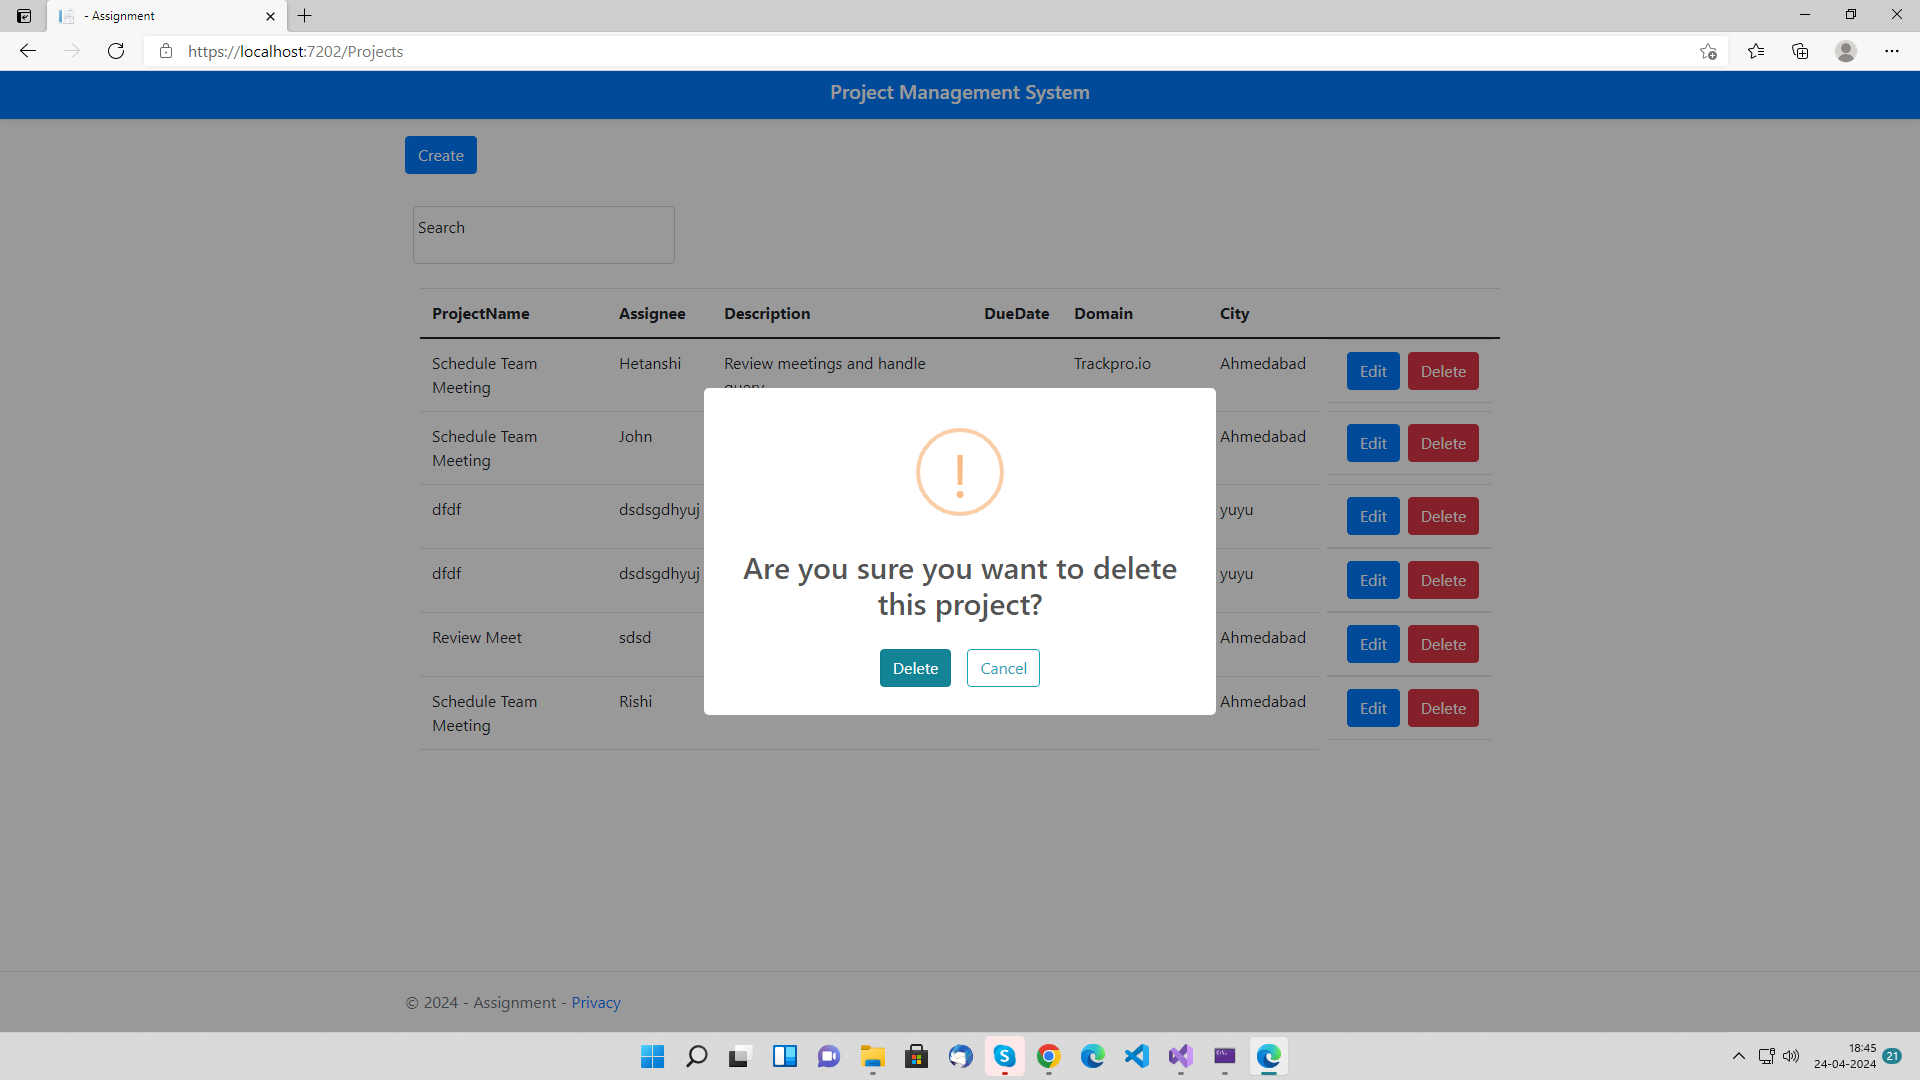 - Assignment
https://localhost:7202/Projects
Project Management System
Create
Search
ProjectName Assignee Description DueDate Domain City
Schedule Team Meeting Hetanshi Review meetings and handle query Trackpro.io Ahmedabad Edit Delete
Schedule Team Meeting John Ahmedabad Edit Delete
dfdf dsdsgdhyuj yuyu Edit Delete
dfdf dsdsgdhyuj yuyu Edit Delete
Review Meet sdsd Ahmedabad Edit Delete
Schedule Team Meeting Rishi Ahmedabad Edit Delete
!
Are you sure you want to delete
this project?
Delete Cancel
© 2024 - Assignment - Privacy
18:45
24-04-2024 21